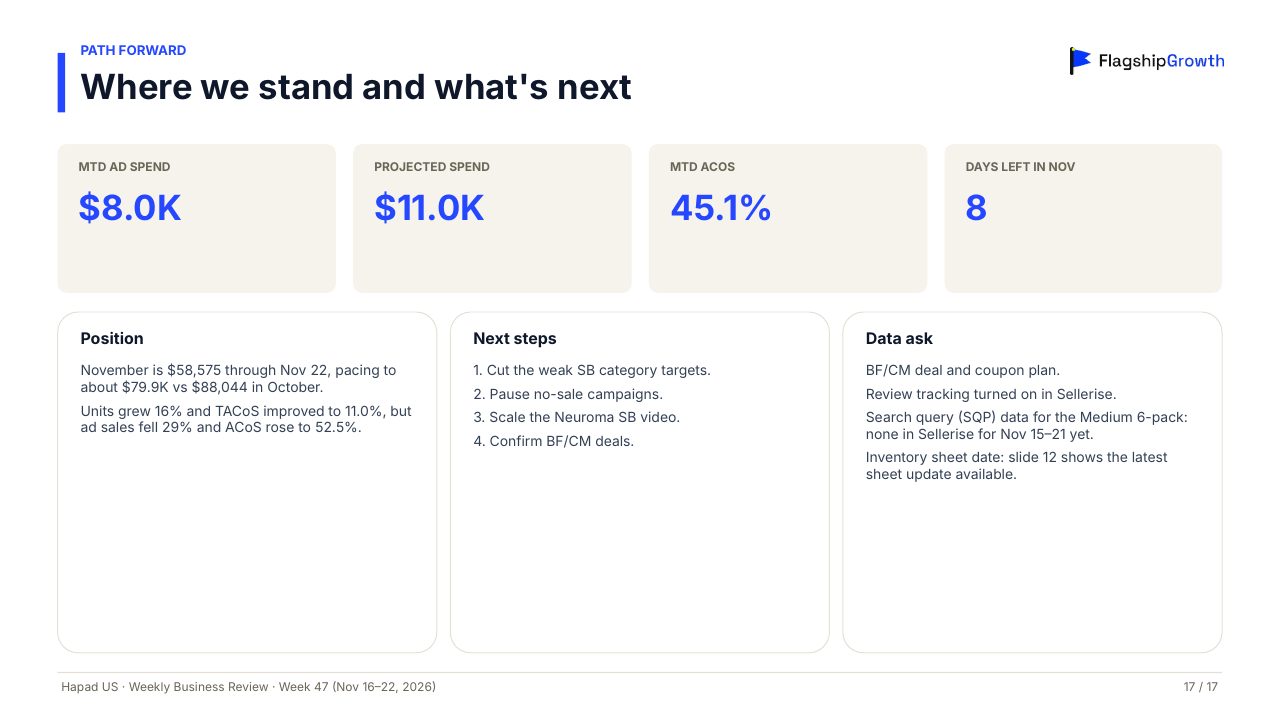 PATH FORWARD
Where we stand and what's next
FlagshipGrowth
MTD AD SPEND
$8.0K
PROJECTED SPEND
$11.0K
MTD ACOS
45.1%
DAYS LEFT IN NOV
8
Position
November is $58,575 through Nov 22, pacing to
about $79.9K vs $88,044 in October.
Units grew 16% and TACoS improved to 11.0%, but
ad sales fell 29% and ACoS rose to 52.5%.
Next steps
1. Cut the weak SB category targets.
2. Pause no-sale campaigns.
3. Scale the Neuroma SB video.
4. Confirm BF/CM deals.
Data ask
BF/CM deal and coupon plan.
Review tracking turned on in Sellerise.
Search query (SQP) data for the Medium 6-pack:
none in Sellerise for Nov 15–21 yet.
Inventory sheet date: slide 12 shows the latest
sheet update available.
Hapad US · Weekly Business Review · Week 47 (Nov 16–22, 2026)
17 / 17